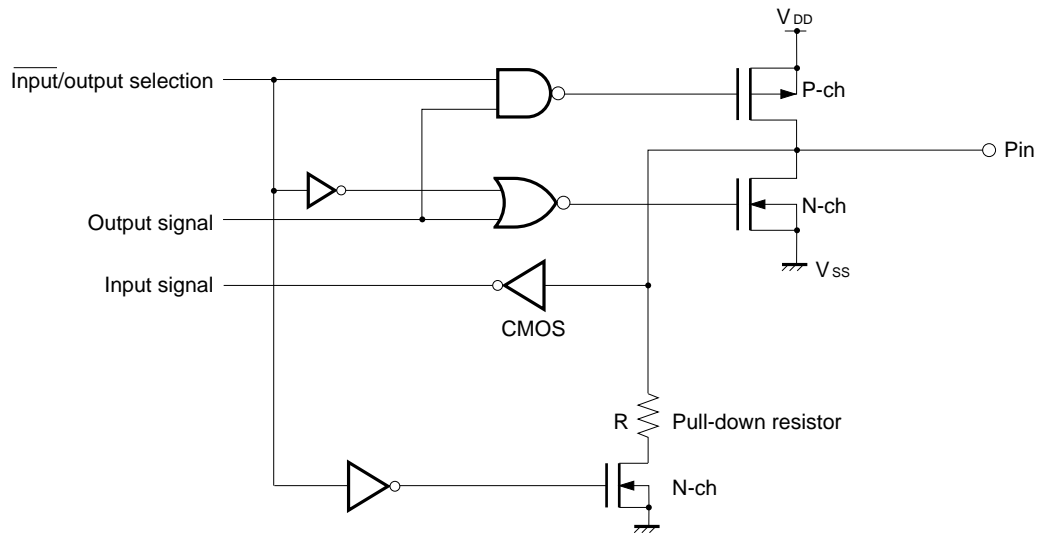 VDD
Input/output selection
P-ch
Pin
N-ch
Output signal
VSS
Input signal
CMOS
R
Pull-down resistor
N-ch